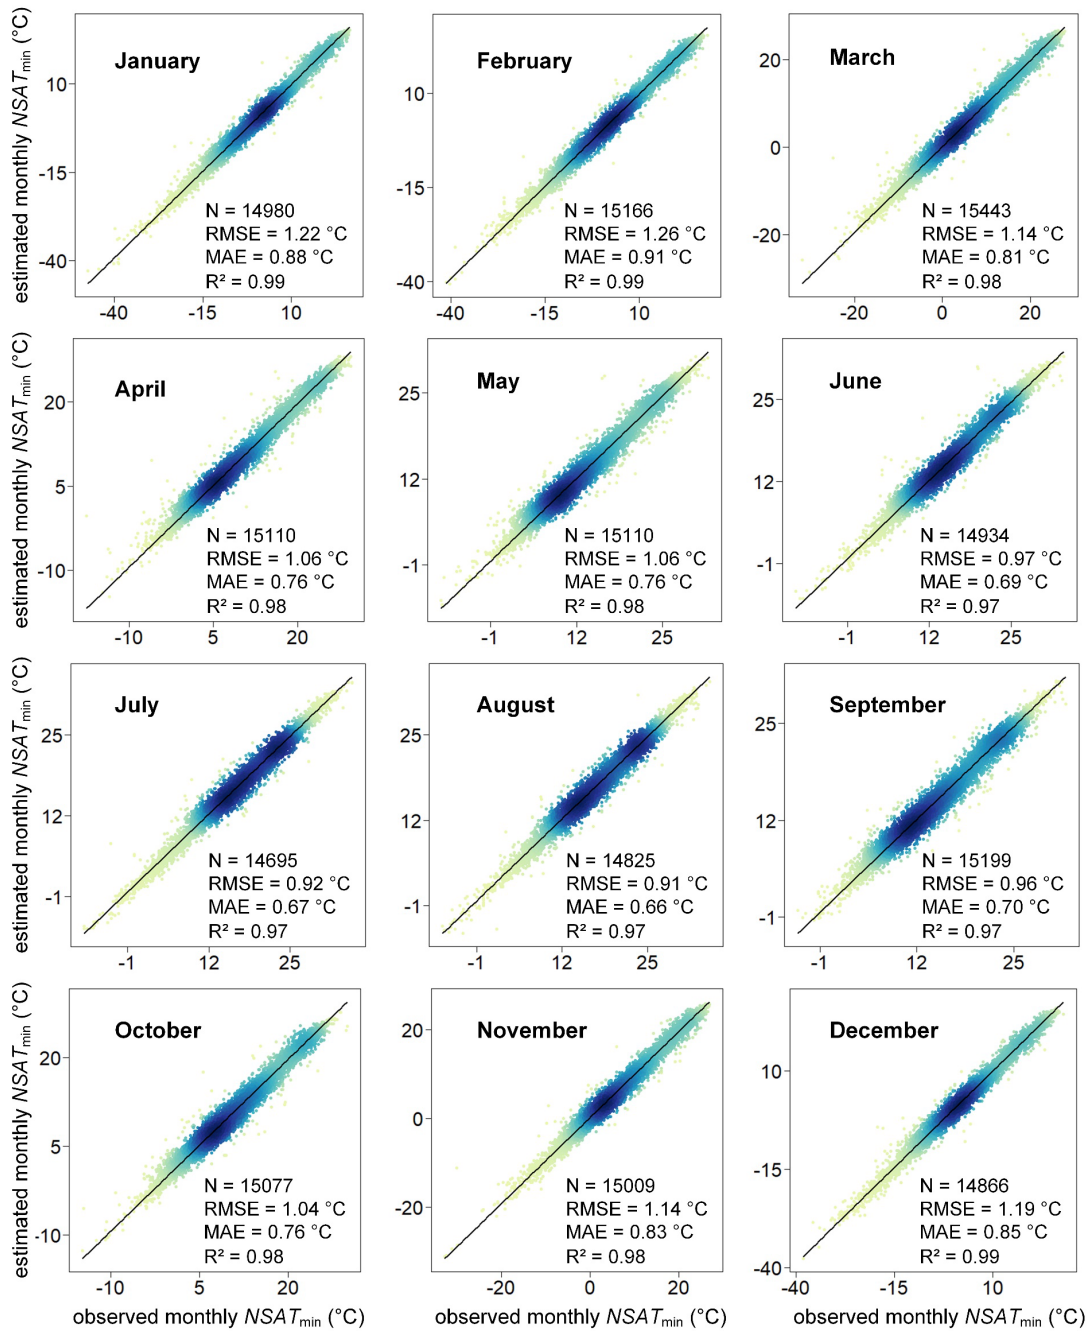 estimated monthly NSATmin (°C)
January
10
-15
-40
N = 14980
RMSE = 1.22 °C
MAE = 0.88 °C
R² = 0.99
-40 -15 10
February
10
-15
-40
N = 15166
RMSE = 1.26 °C
MAE = 0.91 °C
R² = 0.99
-40 -15 10
March
20
0
-20
N = 15443
RMSE = 1.14 °C
MAE = 0.81 °C
R² = 0.98
-20 0 20
estimated monthly NSATmin (°C)
April
20
5
-10
N = 15110
RMSE = 1.06 °C
MAE = 0.76 °C
R² = 0.98
-10 5 20
May
25
12
-1
N = 15110
RMSE = 1.06 °C
MAE = 0.76 °C
R² = 0.98
-1 12 25
June
25
12
-1
N = 14934
RMSE = 0.97 °C
MAE = 0.69 °C
R² = 0.97
-1 12 25
estimated monthly NSATmin (°C)
July
25
12
-1
N = 14695
RMSE = 0.92 °C
MAE = 0.67 °C
R² = 0.97
-1 12 25
August
25
12
-1
N = 14825
RMSE = 0.91 °C
MAE = 0.66 °C
R² = 0.97
-1 12 25
September
25
12
-1
N = 15199
RMSE = 0.96 °C
MAE = 0.70 °C
R² = 0.97
-1 12 25
estimated monthly NSATmin (°C)
October
20
5
-10
N = 15077
RMSE = 1.04 °C
MAE = 0.76 °C
R² = 0.98
-10 5 20
observed monthly NSATmin (°C)
November
20
0
-20
N = 15009
RMSE = 1.14 °C
MAE = 0.83 °C
R² = 0.98
-20 0 20
observed monthly NSATmin (°C)
December
10
-15
-40
N = 14866
RMSE = 1.19 °C
MAE = 0.85 °C
R² = 0.99
-40 -15 10
observed monthly NSATmin (°C)